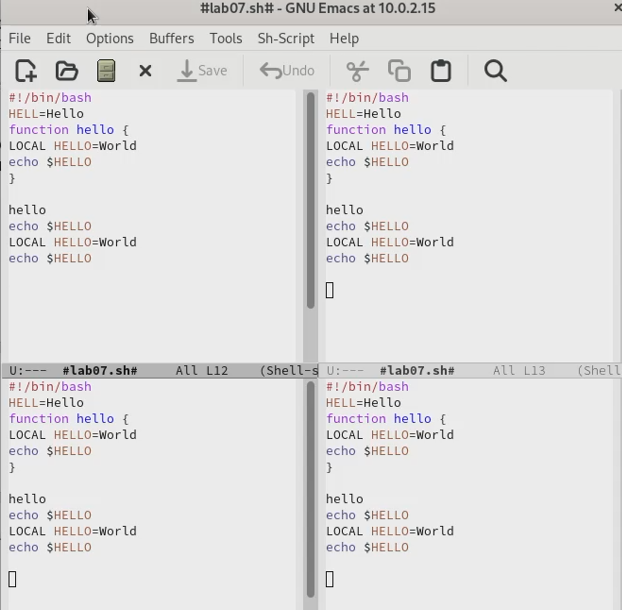 #lab07.sh# - GNU Emacs at 10.0.2.15
File Edit Options Buffers Tools Sh-Script Help
Save Undo
#!/bin/bash
HELL=Hello
function hello {
LOCAL HELLO=World
echo $HELLO
}
hello
echo $HELLO
LOCAL HELLO=World
echo $HELLO
U:--- #lab07.sh# All L12 (Shell-s
#!/bin/bash
HELL=Hello
function hello {
LOCAL HELLO=World
echo $HELLO
}
hello
echo $HELLO
LOCAL HELLO=World
echo $HELLO
U:--- #lab07.sh# All L13 (Shell
#!/bin/bash
HELL=Hello
function hello {
LOCAL HELLO=World
echo $HELLO
}
hello
echo $HELLO
LOCAL HELLO=World
echo $HELLO
#!/bin/bash
HELL=Hello
function hello {
LOCAL HELLO=World
echo $HELLO
}
hello
echo $HELLO
LOCAL HELLO=World
echo $HELLO